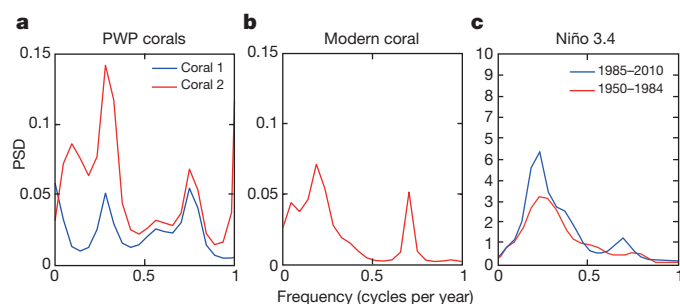 a PWP corals
b Modern coral
c Niño 3.4
PSD
0.15
0.1
0.05
0
0 0.5 1
Coral 1
Coral 2
0.15
0.1
0.05
0
0 0.5 1
10
9
8
7
6
5
4
3
2
1
0
0 0.5 1
1985–2010
1950–1984
Frequency (cycles per year)